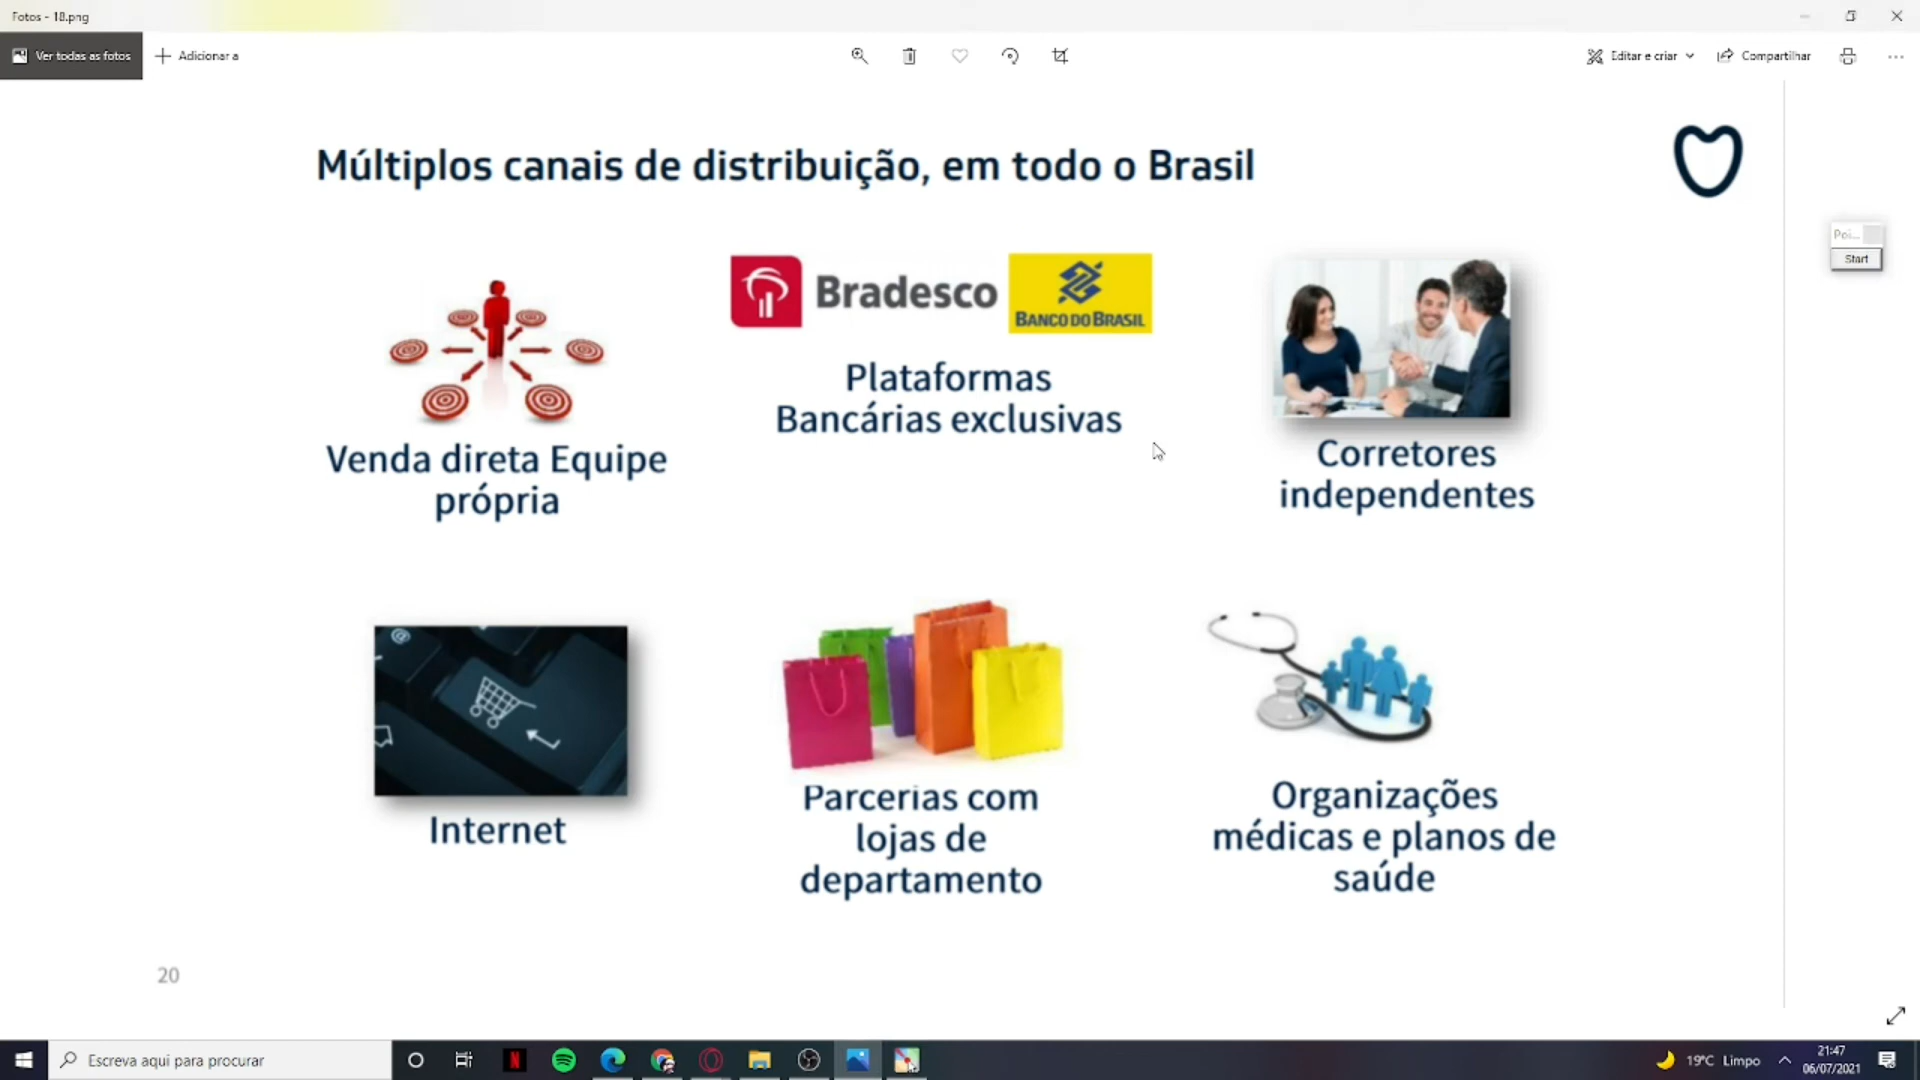 Fotos - 18.png
Ver todas as fotos
Adicionar a
Editar e criar
Compartilhar
Múltiplos canais de distribuição, em todo o Brasil
Poi...
Start
Bradesco
BANCO DO BRASIL
Plataformas
Bancárias exclusivas
Venda direta Equipe
própria
Corretores
independentes
@
Internet
Parcerias com
lojas de
departamento
Organizações
médicas e planos de
saúde
20
Escreva aqui para procurar
N
19°C Limpo
21:47
06/07/2021